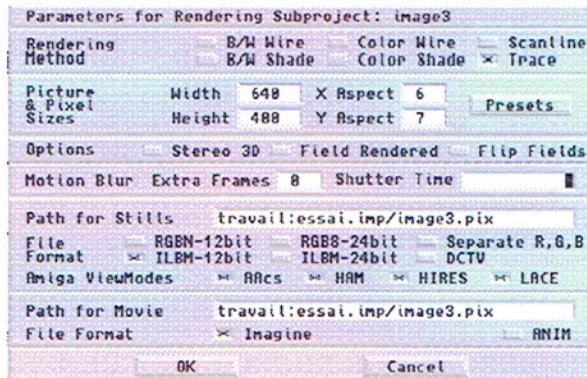 Parameters for Rendering Subproject: image3
Rendering Method B/W Wire Color Wire Scanline
B/W Shade Color Shade Trace
Picture & Pixel Sizes
Width 640 X Aspect 6
Height 400 Y Aspect 7
Presets
Options Stereo 3D Field Rendered Flip Fields
Motion Blur Extra Frames 0 Shutter Time
Path for Stills travail:essai.imp/image3.pix
File Format RGBN-12bit RGB8-24bit Separate R,G,B
ILBM-12bit ILBM-24bit DCTV
Amiga ViewModes AAcs HAM HIRES LACE
Path for Movie travail:essai.imp/image3.pix
File Format Imagine ANIM
OK Cancel